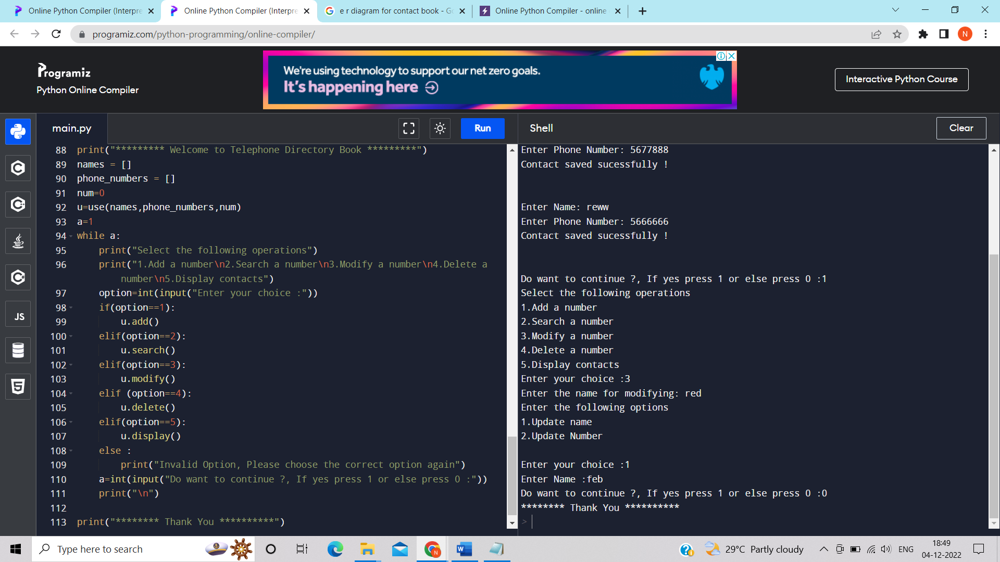 Online Python Compiler (Interpre
Online Python Compiler (Interpre
e r diagram for contact book - Go
Online Python Compiler - online
programiz.com/python-programming/online-compiler/
N
Programiz
Python Online Compiler
We're using technology to support our net zero goals.
It's happening here
Interactive Python Course
main.py
Run
Shell
Clear
88 print("********* Welcome to Telephone Directory Book *********")
89 names = []
90 phone_numbers = []
91 num=0
92 u=use(names,phone_numbers,num)
93 a=1
94 while a:
95 print("Select the following operations")
96 print("1.Add a number\n2.Search a number\n3.Modify a number\n4.Delete a
number\n5.Display contacts")
97 option=int(input("Enter your choice :"))
98 if(option==1):
99 u.add()
100 elif(option==2):
101 u.search()
102 elif(option==3):
103 u.modify()
104 elif (option==4):
105 u.delete()
106 elif(option==5):
107 u.display()
108 else :
109 print("Invalid Option, Please choose the correct option again")
110 a=int(input("Do want to continue ?, If yes press 1 or else press 0 :"))
111 print("\n")
112
113 print("******** Thank You **********")
Enter Phone Number: 5677888
Contact saved sucessfully !
Enter Name: reww
Enter Phone Number: 5666666
Contact saved sucessfully !
Do want to continue ?, If yes press 1 or else press 0 :1
Select the following operations
1.Add a number
2.Search a number
3.Modify a number
4.Delete a number
5.Display contacts
Enter your choice :3
Enter the name for modifying: red
Enter the following options
1.Update name
2.Update Number
Enter your choice :1
Enter Name :feb
Do want to continue ?, If yes press 1 or else press 0 :0
******** Thank You **********
>
JS
Type here to search
29°C Partly cloudy
ENG
18:49
04-12-2022